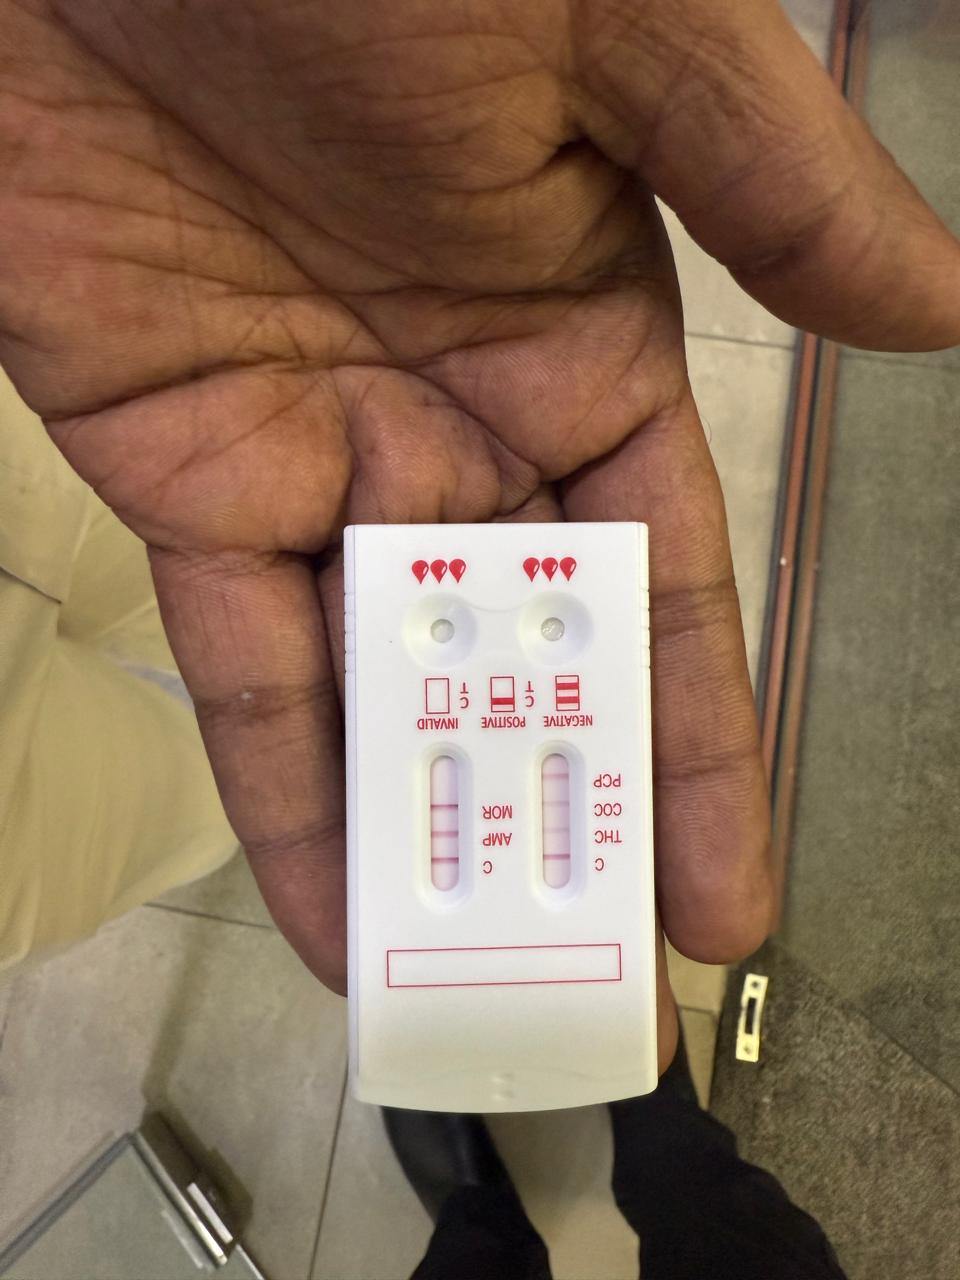 C C
THC AMP
COC MOR
PCP
NEGATIVE POSITIVE INVALID
C C
T T